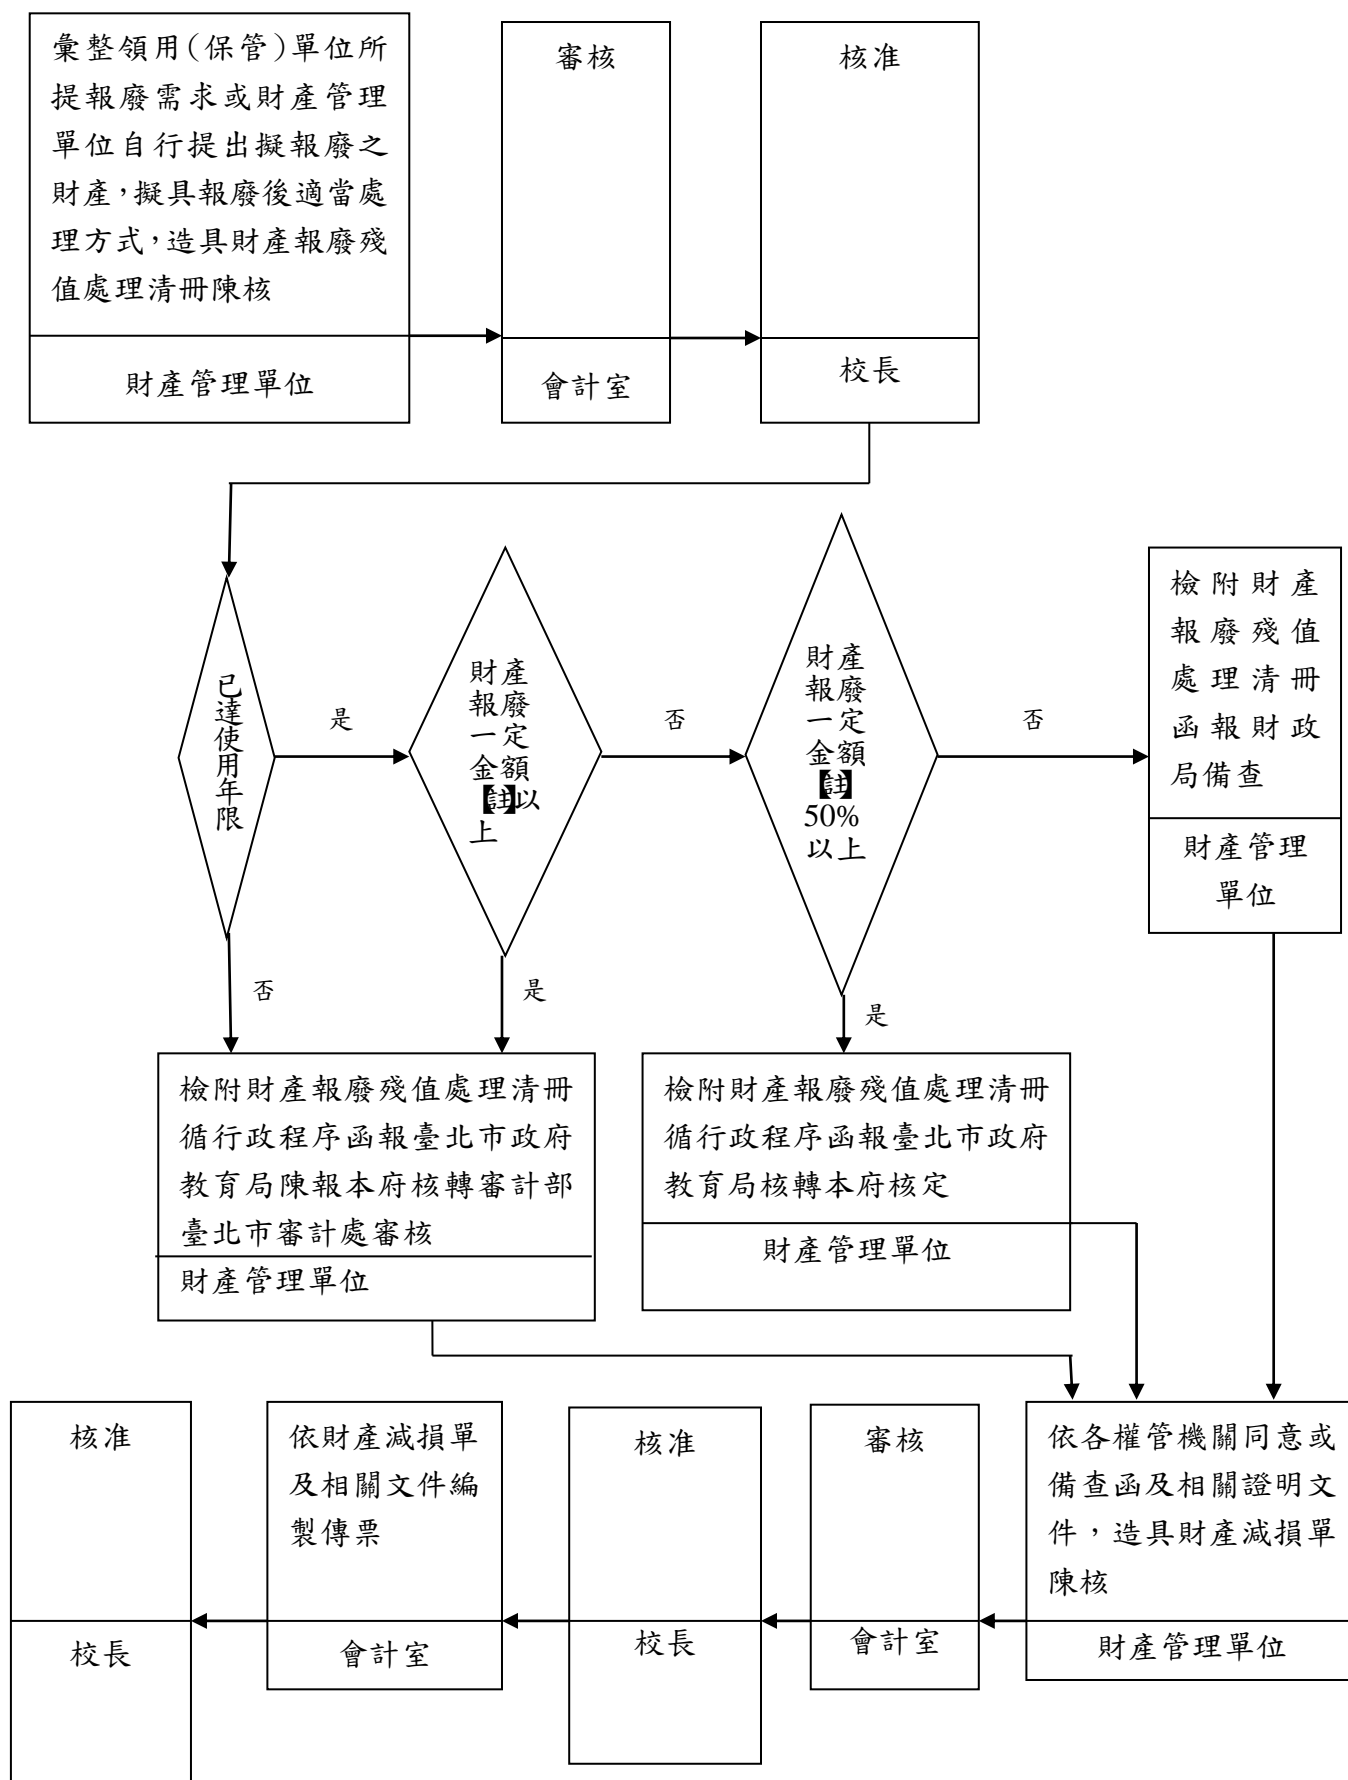 彙整領用(保管)單位所
提報廢需求或財產管理
單位自行提出擬報廢之
財產，擬具報廢後適當處
理方式，造具財產報廢殘
值處理清冊陳核
財產管理單位
審核
會計室
核准
校長
已達使用年限
是
否
財產
報廢
一定
金額
【註】以
上
否
是
財產
報廢
一定
金額
【註】
50%
以上
否
是
檢附財產
報廢殘值
處理清冊
函報財政
局備查
財產管理
單位
檢附財產報廢殘值處理清冊
循行政程序函報臺北市政府
教育局陳報本府核轉審計部
臺北市審計處審核
財產管理單位
檢附財產報廢殘值處理清冊
循行政程序函報臺北市政府
教育局核轉本府核定
財產管理單位
依各權管機關同意或
備查函及相關證明文
件，造具財產減損單
陳核
財產管理單位
審核
會計室
核准
校長
依財產減損單
及相關文件編
製傳票
會計室
核准
校長